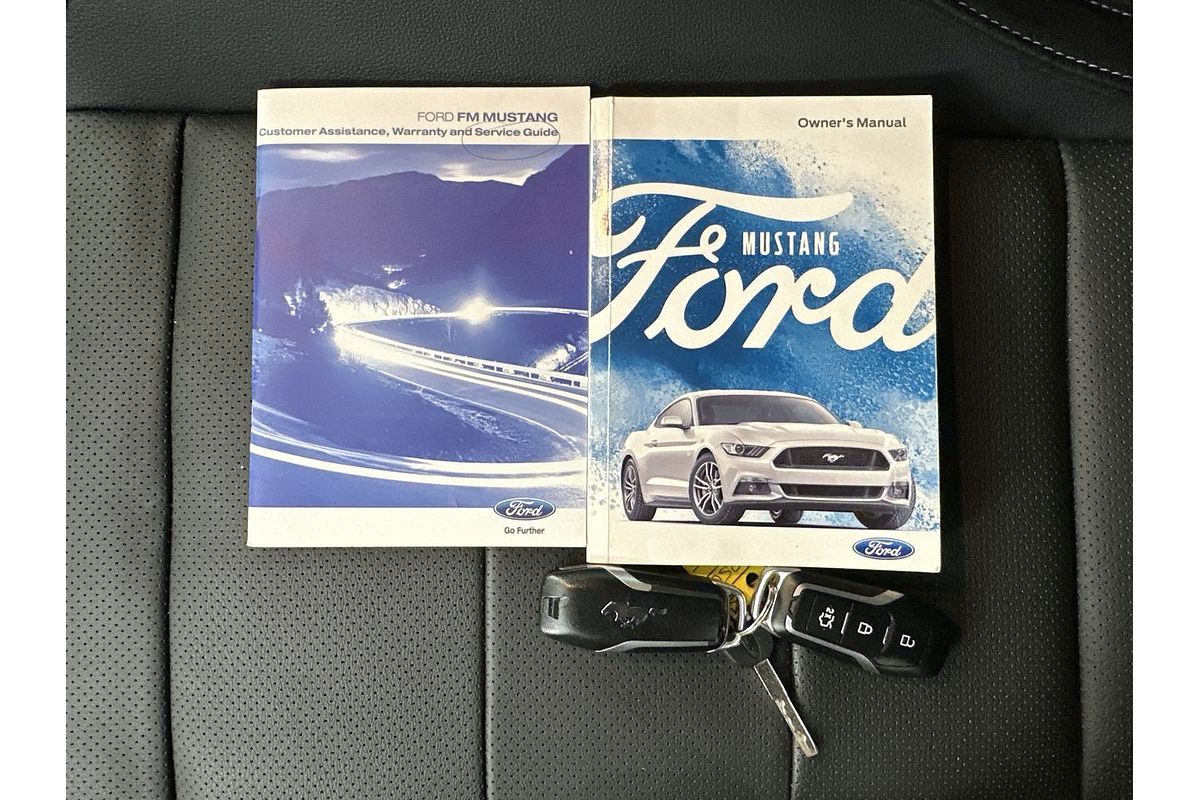 FORD FM MUSTANG
Customer Assistance, Warranty and Service Guide
Ford
Go Further
Owner's Manual
Ford
MUSTANG
Ford